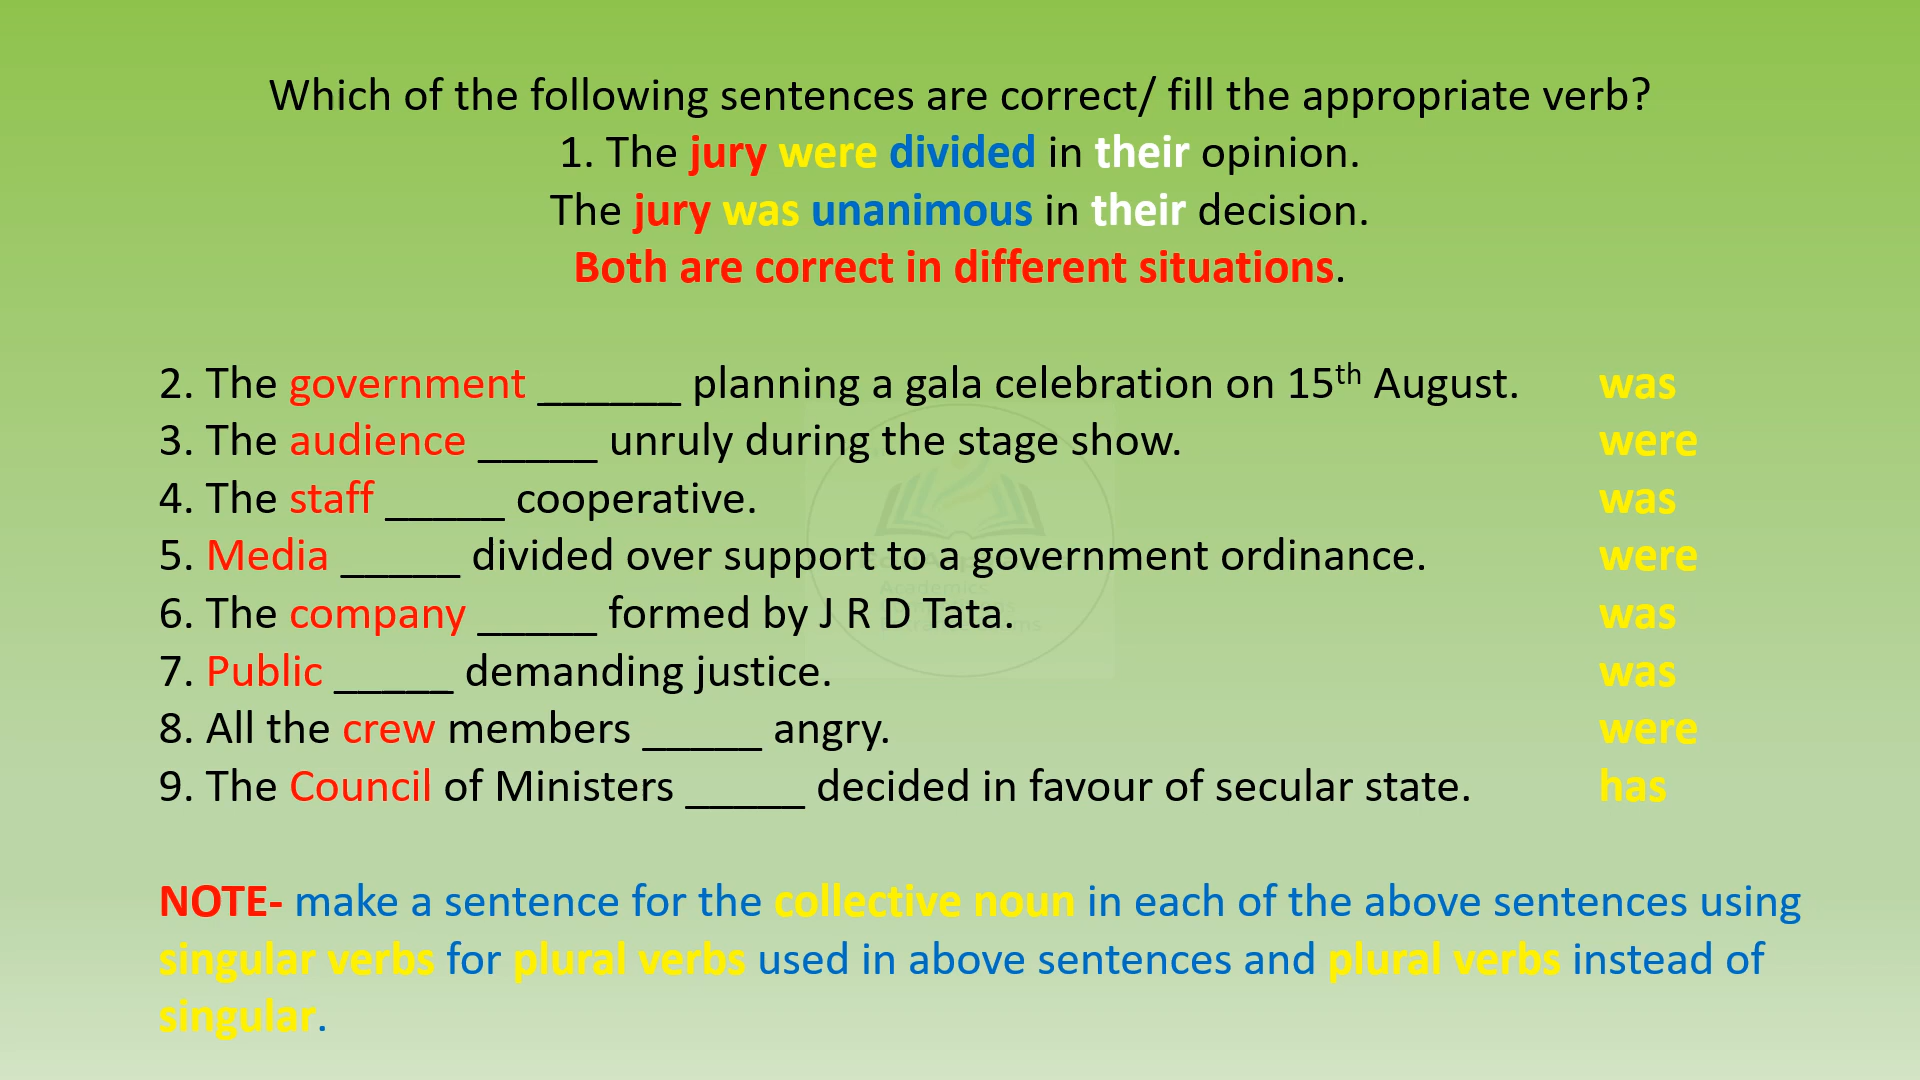 Which of the following sentences are correct/ fill the appropriate verb?
1. The jury were divided in their opinion.
The jury was unanimous in their decision.
Both are correct in different situations.
2. The government ______ planning a gala celebration on 15th August. was
3. The audience _____ unruly during the stage show. were
4. The staff _____ cooperative. was
5. Media _____ divided over support to a government ordinance. were
6. The company _____ formed by J R D Tata. was
7. Public _____ demanding justice. was
8. All the crew members _____ angry. were
9. The Council of Ministers _____ decided in favour of secular state. has
NOTE- make a sentence for the collective noun in each of the above sentences using
singular verbs for plural verbs used in above sentences and plural verbs instead of
singular.
Academics